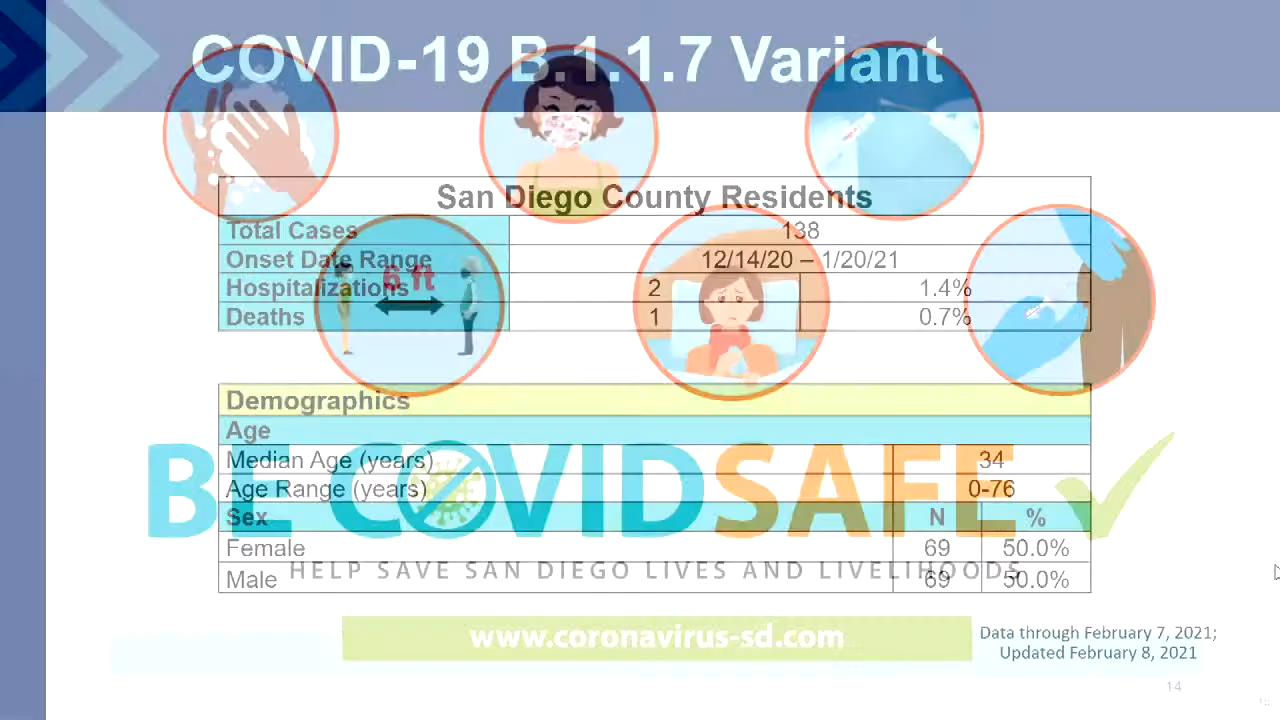 COVID-19 B.1.1.7 Variant
San Diego County Residents
Total Cases 138
Onset Date Range 12/14/20 – 1/20/21
6 ft
Hospitalizations 2 1.4%
Deaths 1 0.7%
Demographics
Age
BE COVIDSAFE
Median Age (years) 34
Age Range (years) 0-76
Sex N %
Female 69 50.0%
HELP SAVE SAN DIEGO LIVES AND LIVELIHOODS
Male 69 50.0%
www.coronavirus-sd.com
Data through February 7, 2021;
Updated February 8, 2021
14